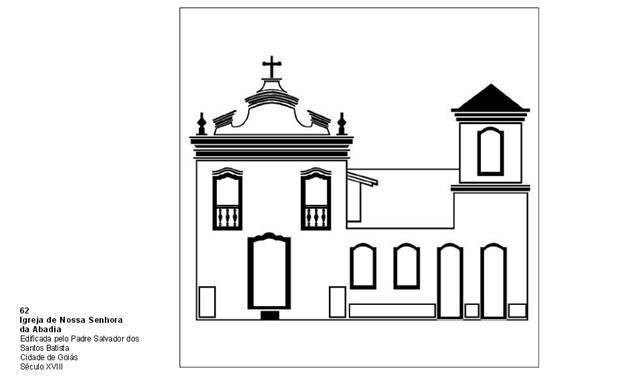 62
Igreja de Nossa Senhora
da Abadia
Edificada pelo Padre Salvador dos
Santos Batista
Cidade de Goiás
Século XVIII